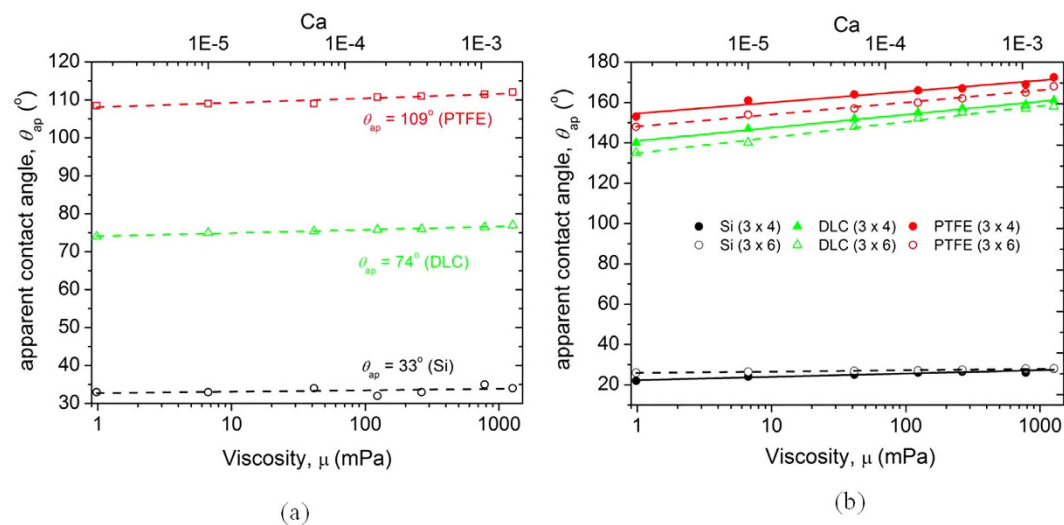 Ca
1E-5 1E-4 1E-3
120
110
100
90
80
70
60
50
40
30
apparent contact angle, θap (°)
θap = 109° (PTFE)
θap = 74° (DLC)
θap = 33° (Si)
1 10 100 1000
Viscosity, μ (mPa)
(a)
Ca
1E-5 1E-4 1E-3
180
160
140
120
100
80
60
40
20
apparent contact angle, θap (°)
Si (3 x 4) DLC (3 x 4) PTFE (3 x 4)
Si (3 x 6) DLC (3 x 6) PTFE (3 x 6)
1 10 100 1000
Viscosity, μ (mPa)
(b)